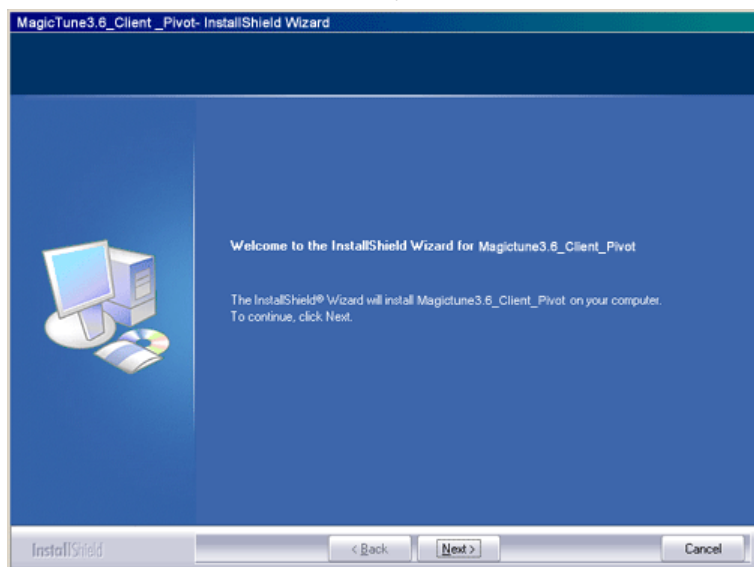 MagicTune3.6_Client _Pivot- InstallShield Wizard
Welcome to the InstallShield Wizard for Magictune3.6_Client_Pivot
The InstallShield® Wizard will install Magictune3.6_Client_Pivot on your computer.
To continue, click Next.
InstallShield
< Back
Next >
Cancel